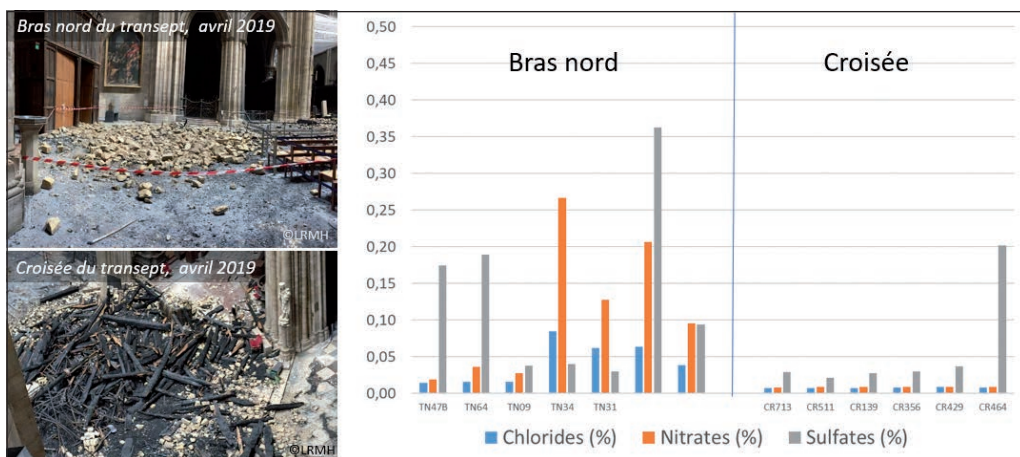 Bras nord du transept, avril 2019
©LRMH
Croisée du transept, avril 2019
©LRMH
0,50
0,45
0,40
0,35
0,30
0,25
0,20
0,15
0,10
0,05
0,00
Bras nord
Croisée
TN47B TN64 TN09 TN34 TN31 CR713 CR511 CR139 CR356 CR429 CR464
Chlorides (%) Nitrates (%) Sulfates (%)